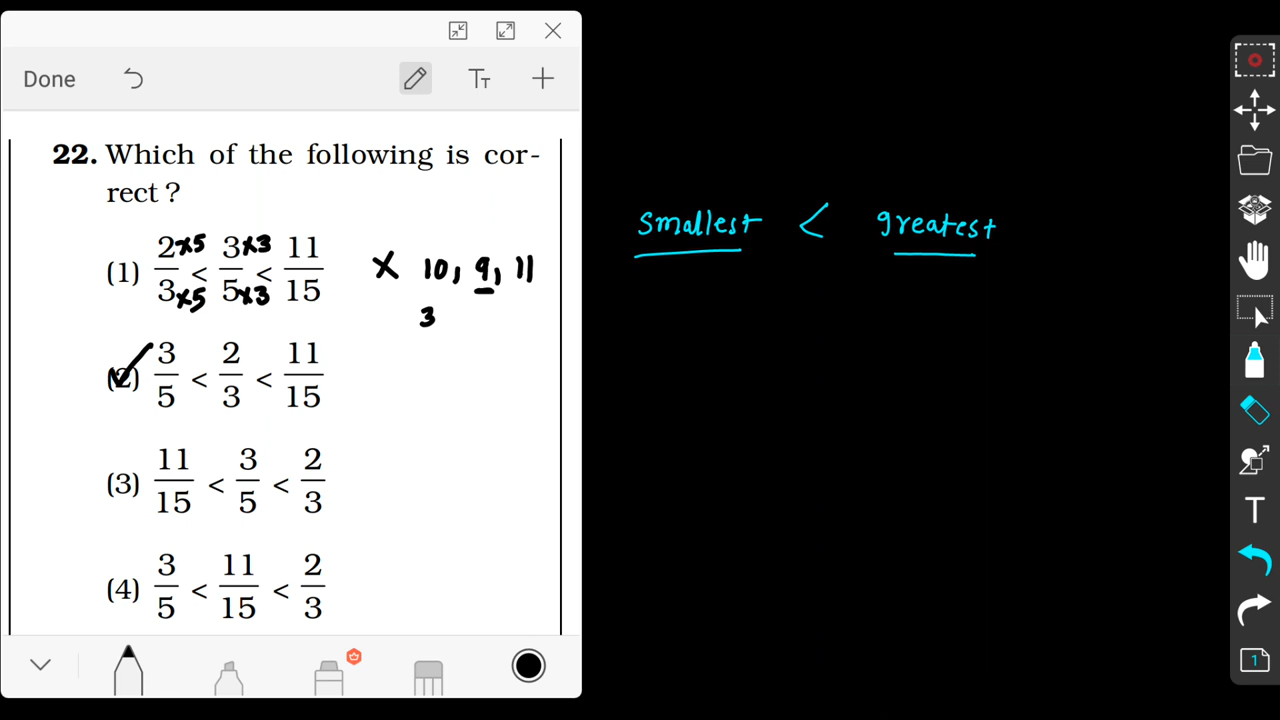 Done
22. Which of the following is cor-
rect ?
(1) 2/3 < 3/5 < 11/15
×5 ×3
×5 ×3
× 10, 9, 11
3
(2) 3/5 < 2/3 < 11/15
(3) 11/15 < 3/5 < 2/3
(4) 3/5 < 11/15 < 2/3
smallest < greatest
T
1